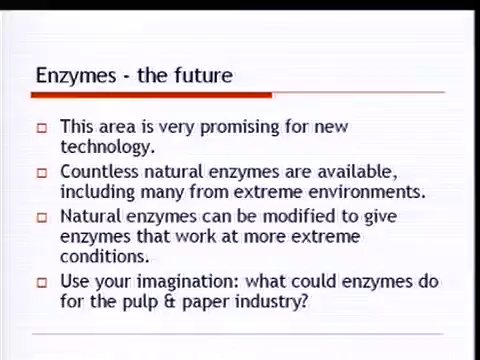 Enzymes - the future
This area is very promising for new
technology.
Countless natural enzymes are available,
including many from extreme environments.
Natural enzymes can be modified to give
enzymes that work at more extreme
conditions.
Use your imagination: what could enzymes do
for the pulp & paper industry?